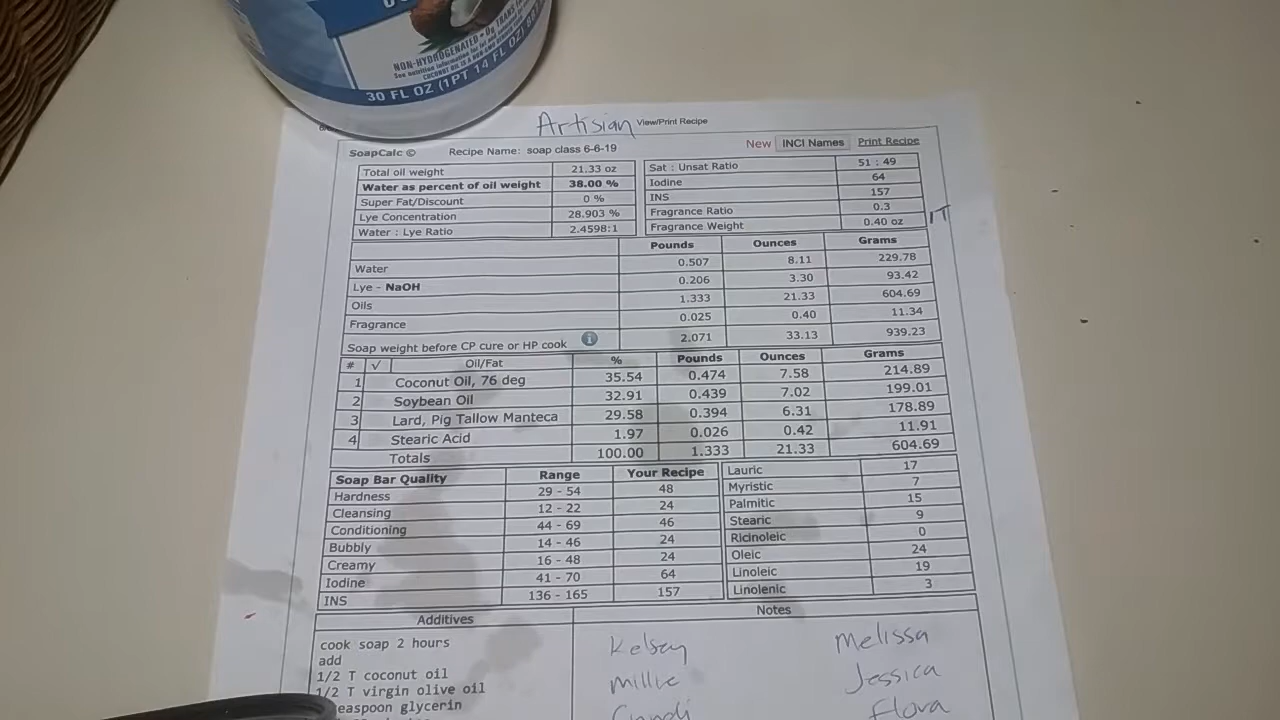 NON-HYDROGENATED • 0g TRANS
See nutrition information for fat and
COCONUT OIL IS A NON-
30 FL OZ (1PT 14 FL OZ)
Artisian View/Print Recipe
SoapCalc © Recipe Name: soap class 6-6-19 New INCI Names Print Recipe
Total oil weight 21.33 oz Sat : Unsat Ratio 51 : 49
Water as percent of oil weight 38.00 % Iodine 64
Super Fat/Discount 0 % INS 157
Lye Concentration 28.903 % Fragrance Ratio 0.3
Water : Lye Ratio 2.4598:1 Fragrance Weight 0.40 oz 1T
Pounds Ounces Grams
Water 0.507 8.11 229.78
Lye - NaOH 0.206 3.30 93.42
Oils 1.333 21.33 604.69
Fragrance 0.025 0.40 11.34
Soap weight before CP cure or HP cook i 2.071 33.13 939.23
# √ Oil/Fat % Pounds Ounces Grams
1 Coconut Oil, 76 deg 35.54 0.474 7.58 214.89
2 Soybean Oil 32.91 0.439 7.02 199.01
3 Lard, Pig Tallow Manteca 29.58 0.394 6.31 178.89
4 Stearic Acid 1.97 0.026 0.42 11.91
Totals 100.00 1.333 21.33 604.69
Soap Bar Quality Range Your Recipe Lauric 17
Hardness 29 - 54 48 Myristic 7
Cleansing 12 - 22 24 Palmitic 15
Conditioning 44 - 69 46 Stearic 9
Bubbly 14 - 46 24 Ricinoleic 0
Creamy 16 - 48 24 Oleic 24
Iodine 41 - 70 64 Linoleic 19
INS 136 - 165 157 Linolenic 3
Additives Notes
cook soap 2 hours Kelsey Melissa
add
1/2 T coconut oil Millie Jessica
1/2 T virgin olive oil
easpoon glycerin Flora